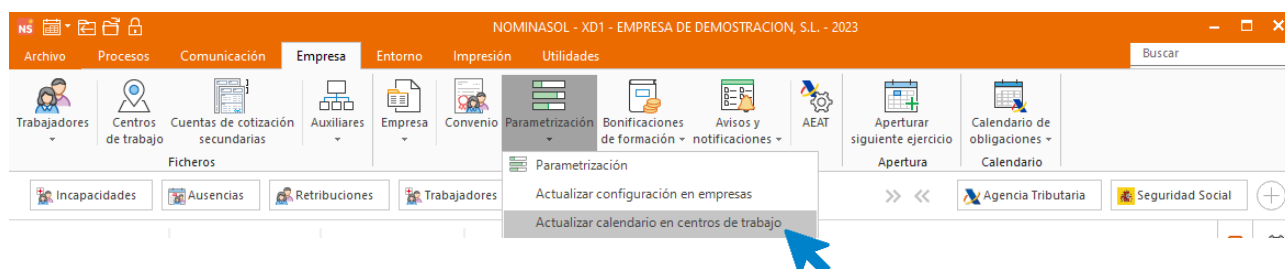 NS NOMINASOL - XD1 - EMPRESA DE DEMOSTRACION, S.L. - 2023
Archivo Procesos Comunicación Empresa Entorno Impresión Utilidades Buscar
Trabajadores Centros de trabajo Cuentas de cotización secundarias Auxiliares Empresa Convenio Parametrización Bonificaciones de formación Avisos y notificaciones AEAT Aperturar siguiente ejercicio Calendario de obligaciones
Ficheros Apertura Calendario
Parametrización
Incapacidades Ausencias Retribuciones Trabajadores Actualizar configuración en empresas Agencia Tributaria Seguridad Social
Actualizar calendario en centros de trabajo